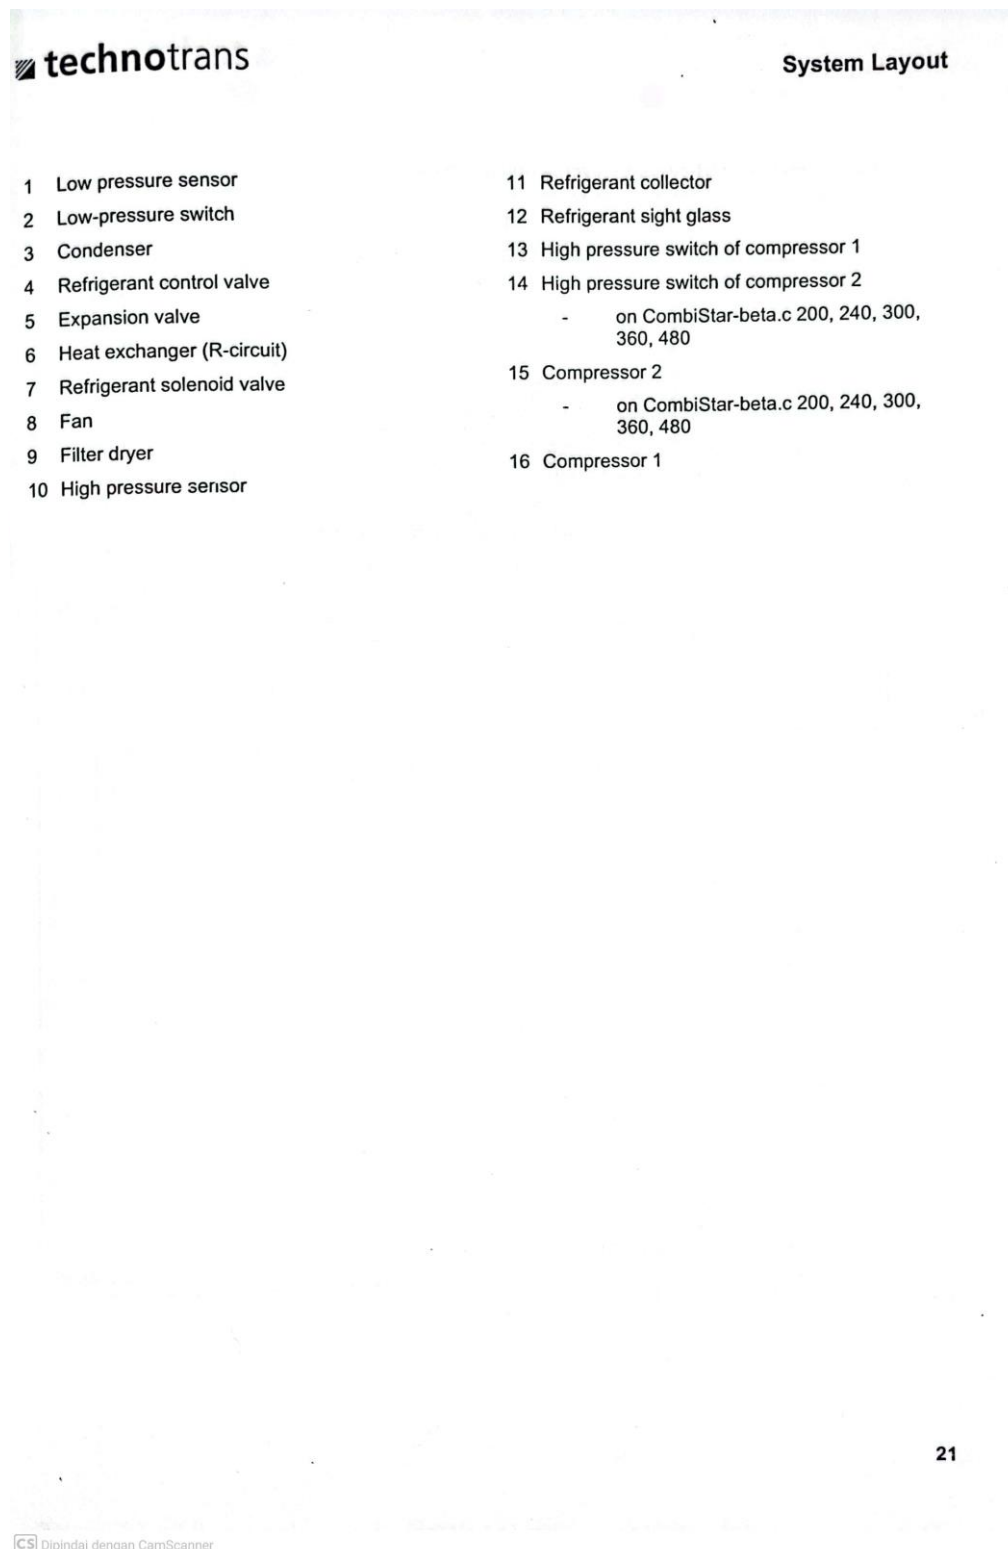 technotrans
System Layout
1 Low pressure sensor
2 Low-pressure switch
3 Condenser
4 Refrigerant control valve
5 Expansion valve
6 Heat exchanger (R-circuit)
7 Refrigerant solenoid valve
8 Fan
9 Filter dryer
10 High pressure sensor
11 Refrigerant collector
12 Refrigerant sight glass
13 High pressure switch of compressor 1
14 High pressure switch of compressor 2
- on CombiStar-beta.c 200, 240, 300,
360, 480
15 Compressor 2
- on CombiStar-beta.c 200, 240, 300,
360, 480
16 Compressor 1
21
CS Dipindai dengan CamScanner